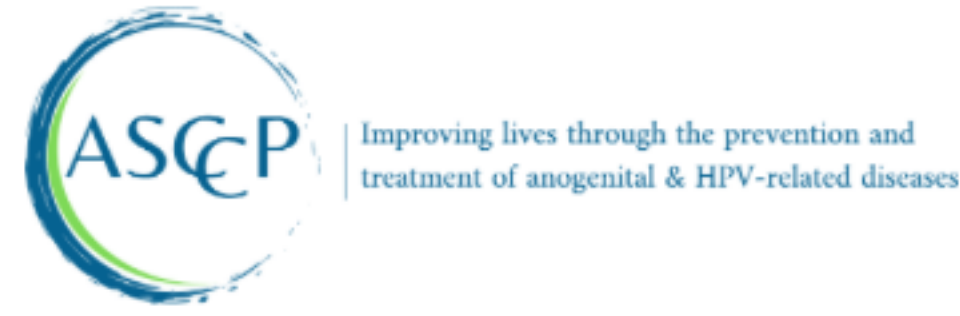 ASCCP
Improving lives through the prevention and
treatment of anogenital & HPV-related diseases